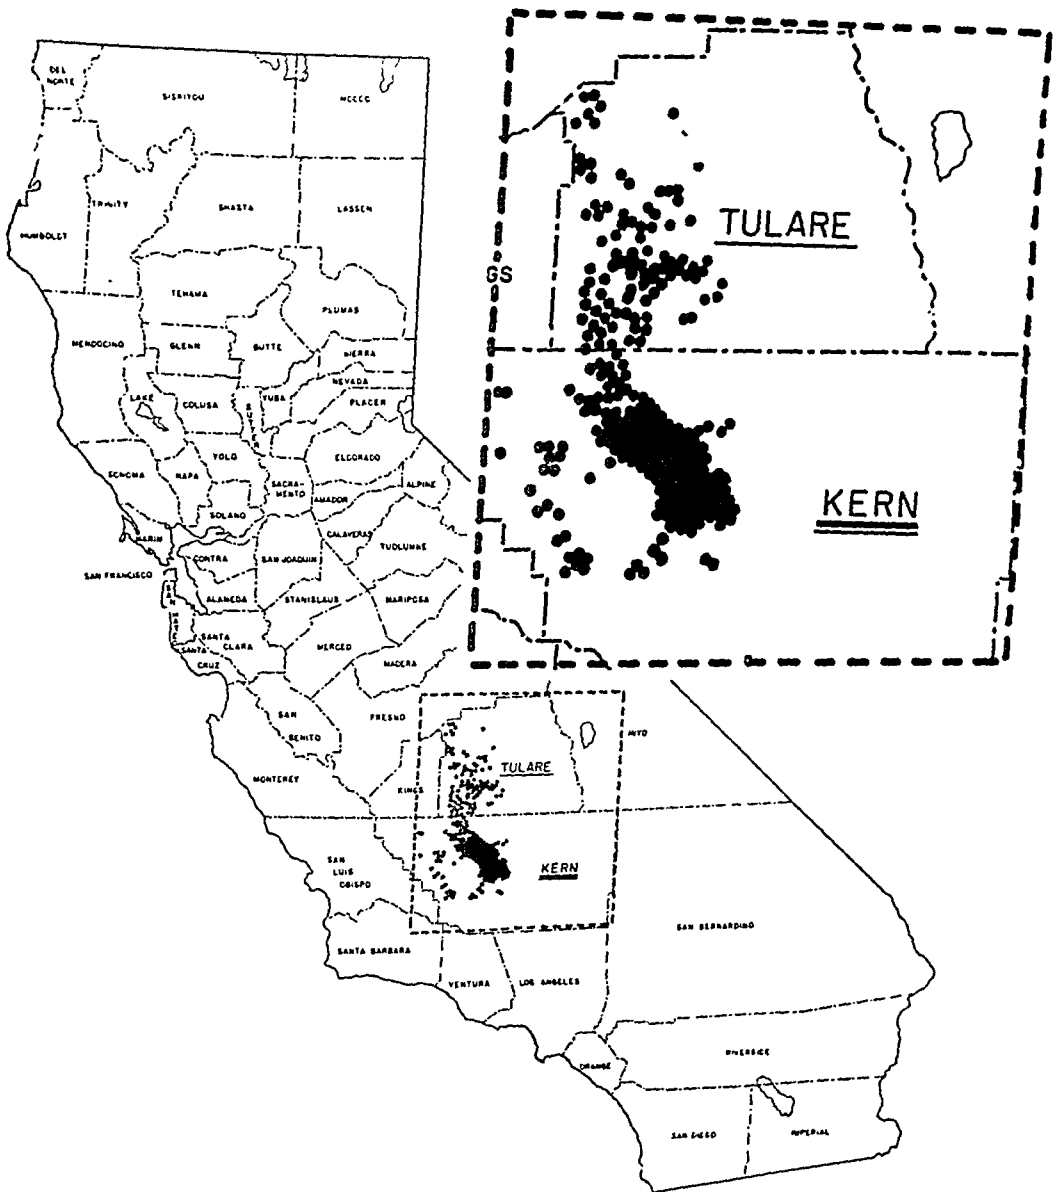 DEL
NORTE
SISKIYOU
MODOC
TRINITY
HUMBOLDT
SHASTA
LASSEN
TULARE
GS
TEHAMA
PLUMAS
MENDOCINO
GLENN
BUTTE
SIERRA
NEVADA
LAKE
COLUSA
YUBA
PLACER
YOLO
ELDORADO
SONOMA
NAPA
SACRA-
MENTO
ALPINE
AMADOR
KERN
SOLANO
MARIN
CALAVERAS
CONTRA
SAN JOAQUIN
TUOLUMNE
SAN FRANCISCO
ALAMEDA
STANISLAUS
MARIPOSA
SAN MATEO
SANTA
CLARA
MERCED
SANTA
CRUZ
MADERA
SAN
BENITO
FRESNO
INYO
MONTEREY
KINGS
TULARE
SAN
LUIS
OBISPO
KERN
SANTA BARBARA
SAN BERNARDINO
VENTURA
LOS ANGELES
ORANGE
RIVERSIDE
SAN DIEGO
IMPERIAL